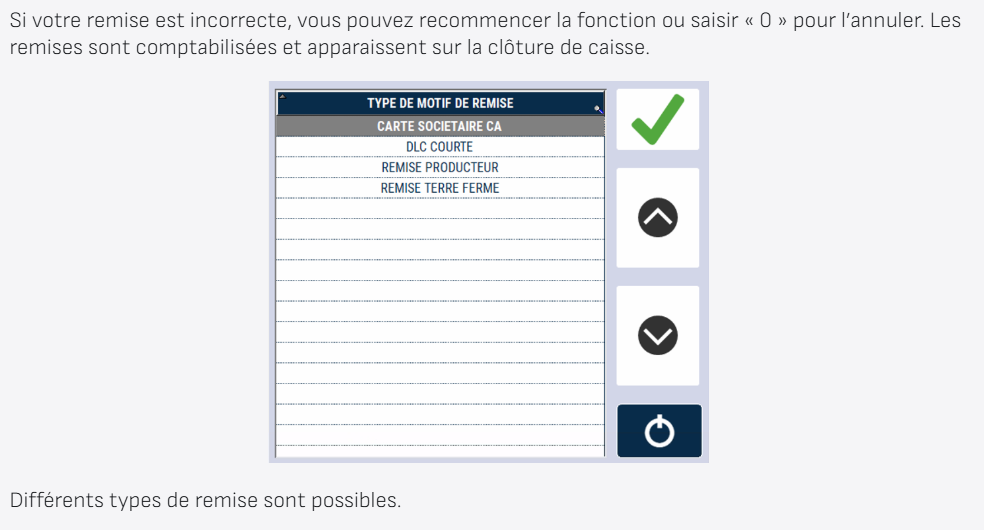 Si votre remise est incorrecte, vous pouvez recommencer la fonction ou saisir « 0 » pour l’annuler. Les
remises sont comptabilisées et apparaissent sur la clôture de caisse.
TYPE DE MOTIF DE REMISE
CARTE SOCIETAIRE CA
DLC COURTE
REMISE PRODUCTEUR
REMISE TERRE FERME
Différents types de remise sont possibles.